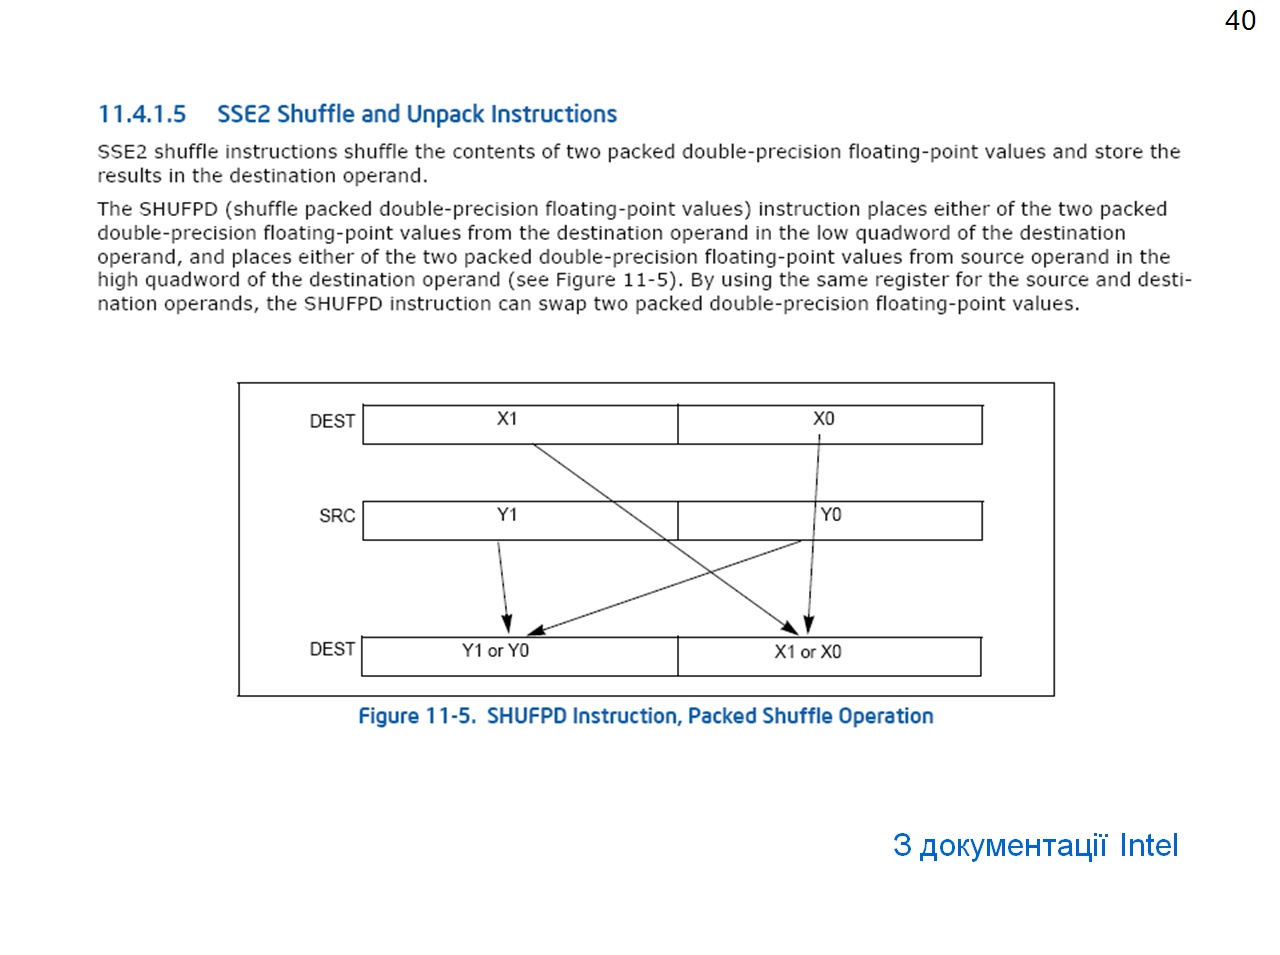 40
11.4.1.5 SSE2 Shuffle and Unpack Instructions
SSE2 shuffle instructions shuffle the contents of two packed double-precision floating-point values and store the
results in the destination operand.
The SHUFPD (shuffle packed double-precision floating-point values) instruction places either of the two packed
double-precision floating-point values from the destination operand in the low quadword of the destination
operand, and places either of the two packed double-precision floating-point values from source operand in the
high quadword of the destination operand (see Figure 11-5). By using the same register for the source and desti-
nation operands, the SHUFPD instruction can swap two packed double-precision floating-point values.
DEST X1 X0
SRC Y1 Y0
DEST Y1 or Y0 X1 or X0
Figure 11-5. SHUFPD Instruction, Packed Shuffle Operation
З документації Intel